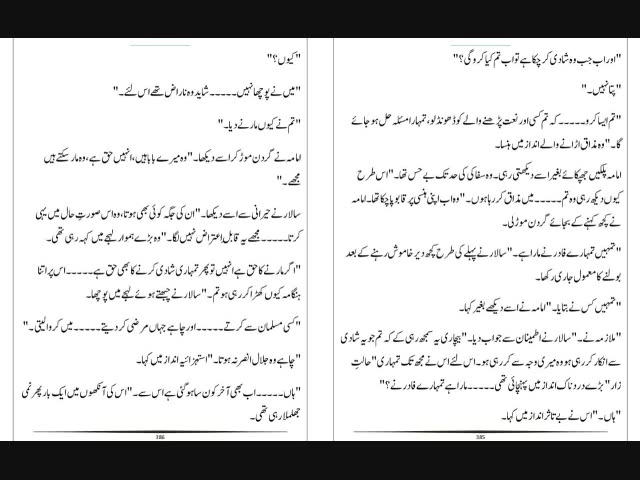 "اور اب جب وہ شادی کر چکا ہے تو اب تم کیا کرو گی؟"
"پتا نہیں۔"
"تم ایسا کرو۔۔۔۔۔کہ تم کسی اور نعت پڑھنے والے کو ڈھونڈ لو، تمہارا مسئلہ حل ہو جائے
گا۔" وہ مذاق اڑانے والے انداز میں ہنسا۔
امامہ پلکیں جھپکائے بغیر اسے دیکھتی رہی۔ وہ سفاکی کی حد تک بے حس تھا۔ "اس طرح
کیوں دیکھ رہی ہو تم۔۔۔۔۔میں مذاق کر رہا ہوں۔" وہ اب اپنی ہنسی پر قابو پا چکا تھا۔ امامہ
نے کچھ کہنے کے بجائے گردن موڑ لی۔
"تمہیں تمہارے فادر نے مارا ہے۔" سالار نے پہلے کی طرح کچھ دیر خاموش رہنے کے بعد
بولنے کا معمول جاری رکھا۔
"تمہیں کس نے بتایا۔" امامہ نے اسے دیکھے بغیر کہا۔
"ملازمہ نے۔" سالار نے اطمینان سے جواب دیا۔ "بیچاری یہ سمجھ رہی ہے کہ تم جو یہ شادی
سے انکار کر رہی ہو وہ میری وجہ سے کر رہی ہو۔ اس لئے اس نے مجھ تک تمہاری "حالتِ
زار" بڑے دردناک انداز میں پہنچائی تھی۔۔۔۔۔مارا ہے تمہارے فادر نے؟"
"ہاں۔" اس نے بے تاثر انداز میں کہا۔
385
"کیوں؟"
"میں نے پوچھا نہیں۔۔۔۔۔شاید وہ ناراض تھے اس لئے۔"
"تم نے کیوں مارنے دیا۔"
امامہ نے گردن موڑ کر اسے دیکھا۔ "وہ میرے بابا ہیں، انہیں حق ہے، وہ مار سکتے ہیں
مجھے۔"
سالار نے حیرانی سے اسے دیکھا۔ "ان کی جگہ کوئی بھی ہوتا، وہ اس صورتِ حال میں یہی
کرتا۔۔۔۔۔مجھے یہ قابلِ اعتراض نہیں لگا۔" وہ بڑے ہموار لہجے میں کہہ رہی تھی۔
"اگر مارنے کا حق ہے انہیں تو پھر تمہاری شادی کرنے کا بھی حق ہے۔۔۔۔۔اس پر اتنا
ہنگامہ کیوں کھڑا کر رہی ہو تم۔" سالار نے چبھتے ہوئے لہجے میں پوچھا۔
"کسی مسلمان سے کرتے۔۔۔۔۔اور چاہے جہاں مرضی کر دیتے۔۔۔۔۔میں کروا لیتی۔"
"چاہے وہ جلال انصر نہ ہوتا۔" استہزائیہ انداز میں کہا۔
"ہاں۔۔۔۔۔اب بھی آخر کون سا ہو گئی ہے اس سے۔" اس کی آنکھوں میں ایک بار پھر نمی
جھلملا رہی تھی۔
386